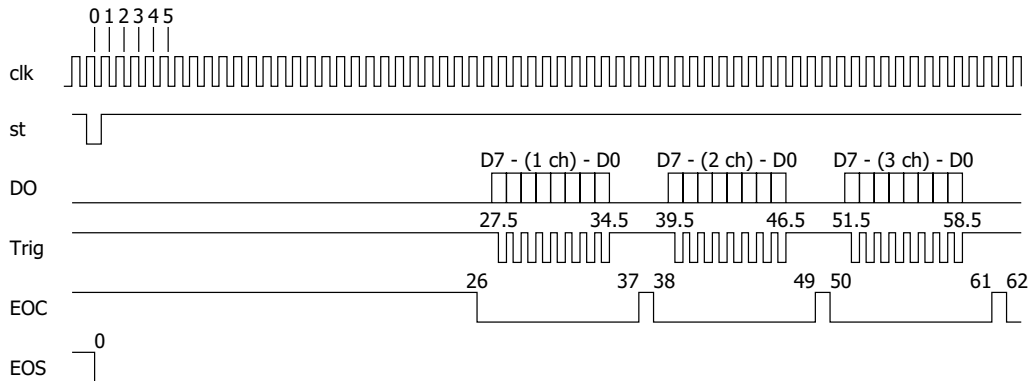 0 1 2 3 4 5
clk
st
D7 - (1 ch) - D0 D7 - (2 ch) - D0 D7 - (3 ch) - D0
DO
27.5 34.5 39.5 46.5 51.5 58.5
Trig
26 37 38 49 50 61 62
EOC
0
EOS